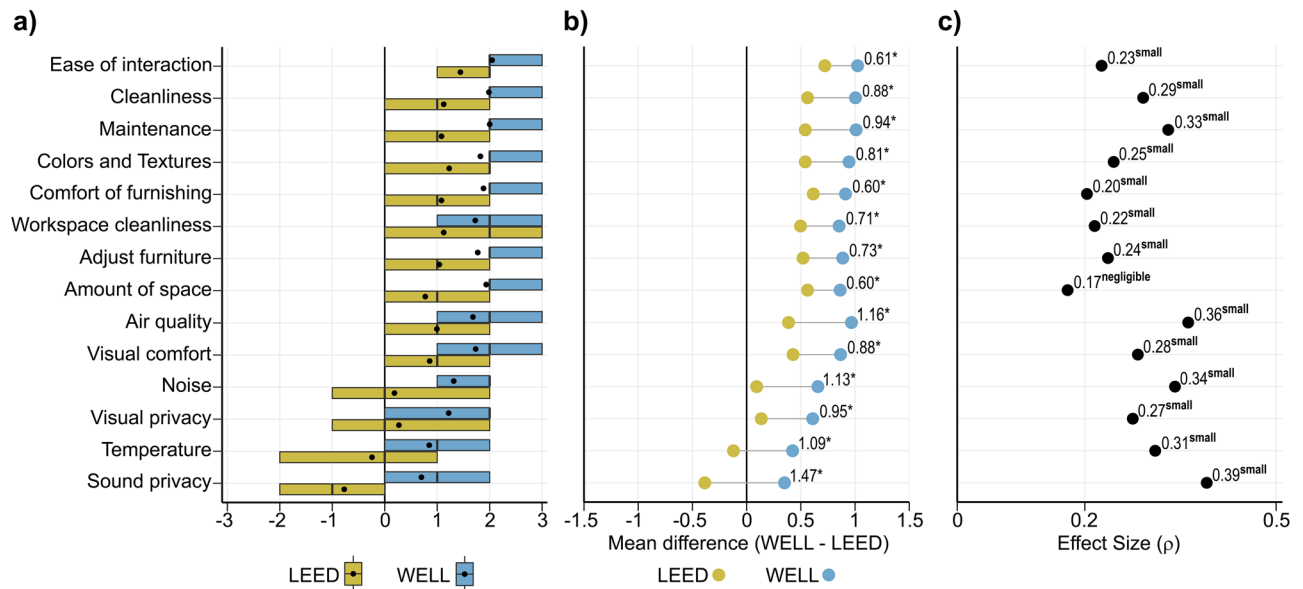 a)
b)
c)
Ease of interaction
Cleanliness
Maintenance
Colors and Textures
Comfort of furnishing
Workspace cleanliness
Adjust furniture
Amount of space
Air quality
Visual comfort
Noise
Visual privacy
Temperature
Sound privacy
-3 -2 -1 0 1 2 3
LEED WELL
0.61*
0.88*
0.94*
0.81*
0.60*
0.71*
0.73*
0.60*
1.16*
0.88*
1.13*
0.95*
1.09*
1.47*
-1.5 -1 -0.5 0 0.5 1 1.5
Mean difference (WELL - LEED)
LEED WELL
0.23small
0.29small
0.33small
0.25small
0.20small
0.22small
0.24small
0.17negligible
0.36small
0.28small
0.34small
0.27small
0.31small
0.39small
0 0.2 0.5
Effect Size (ρ)